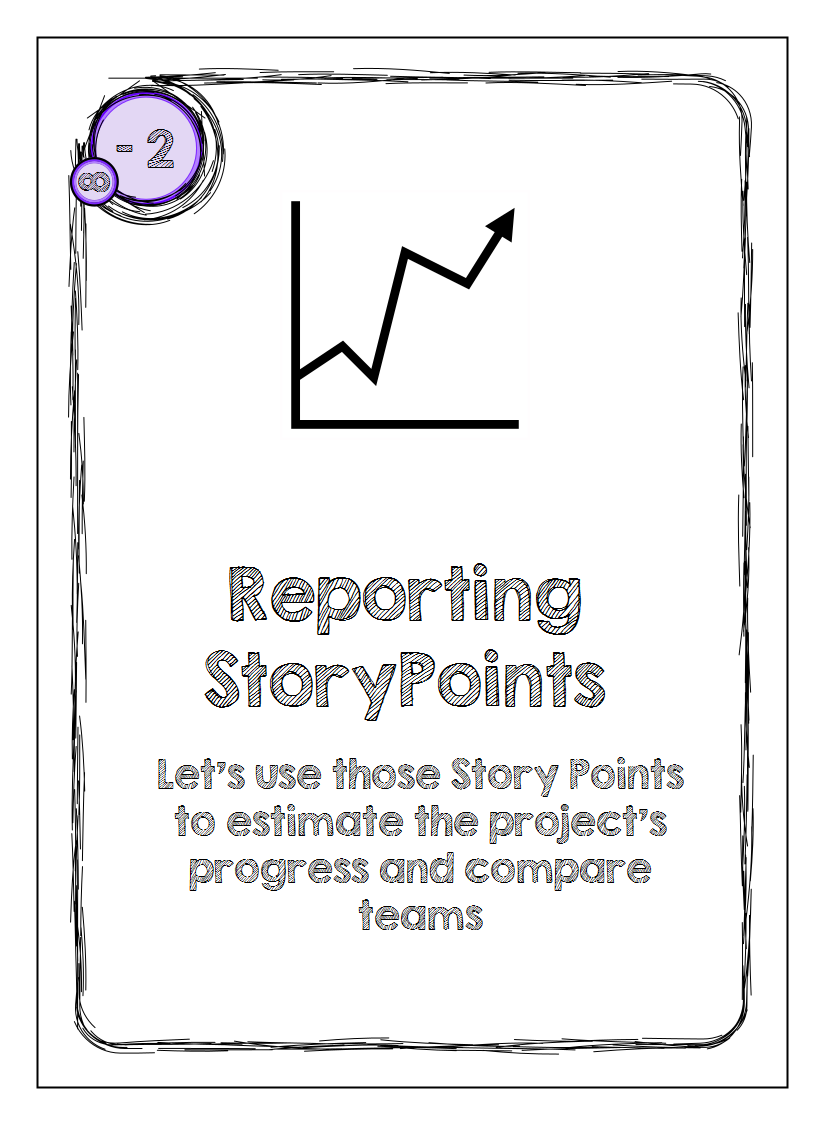 - 2
∞
Reporting
StoryPoints
Let's use those Story Points
to estimate the project's
progress and compare
teams